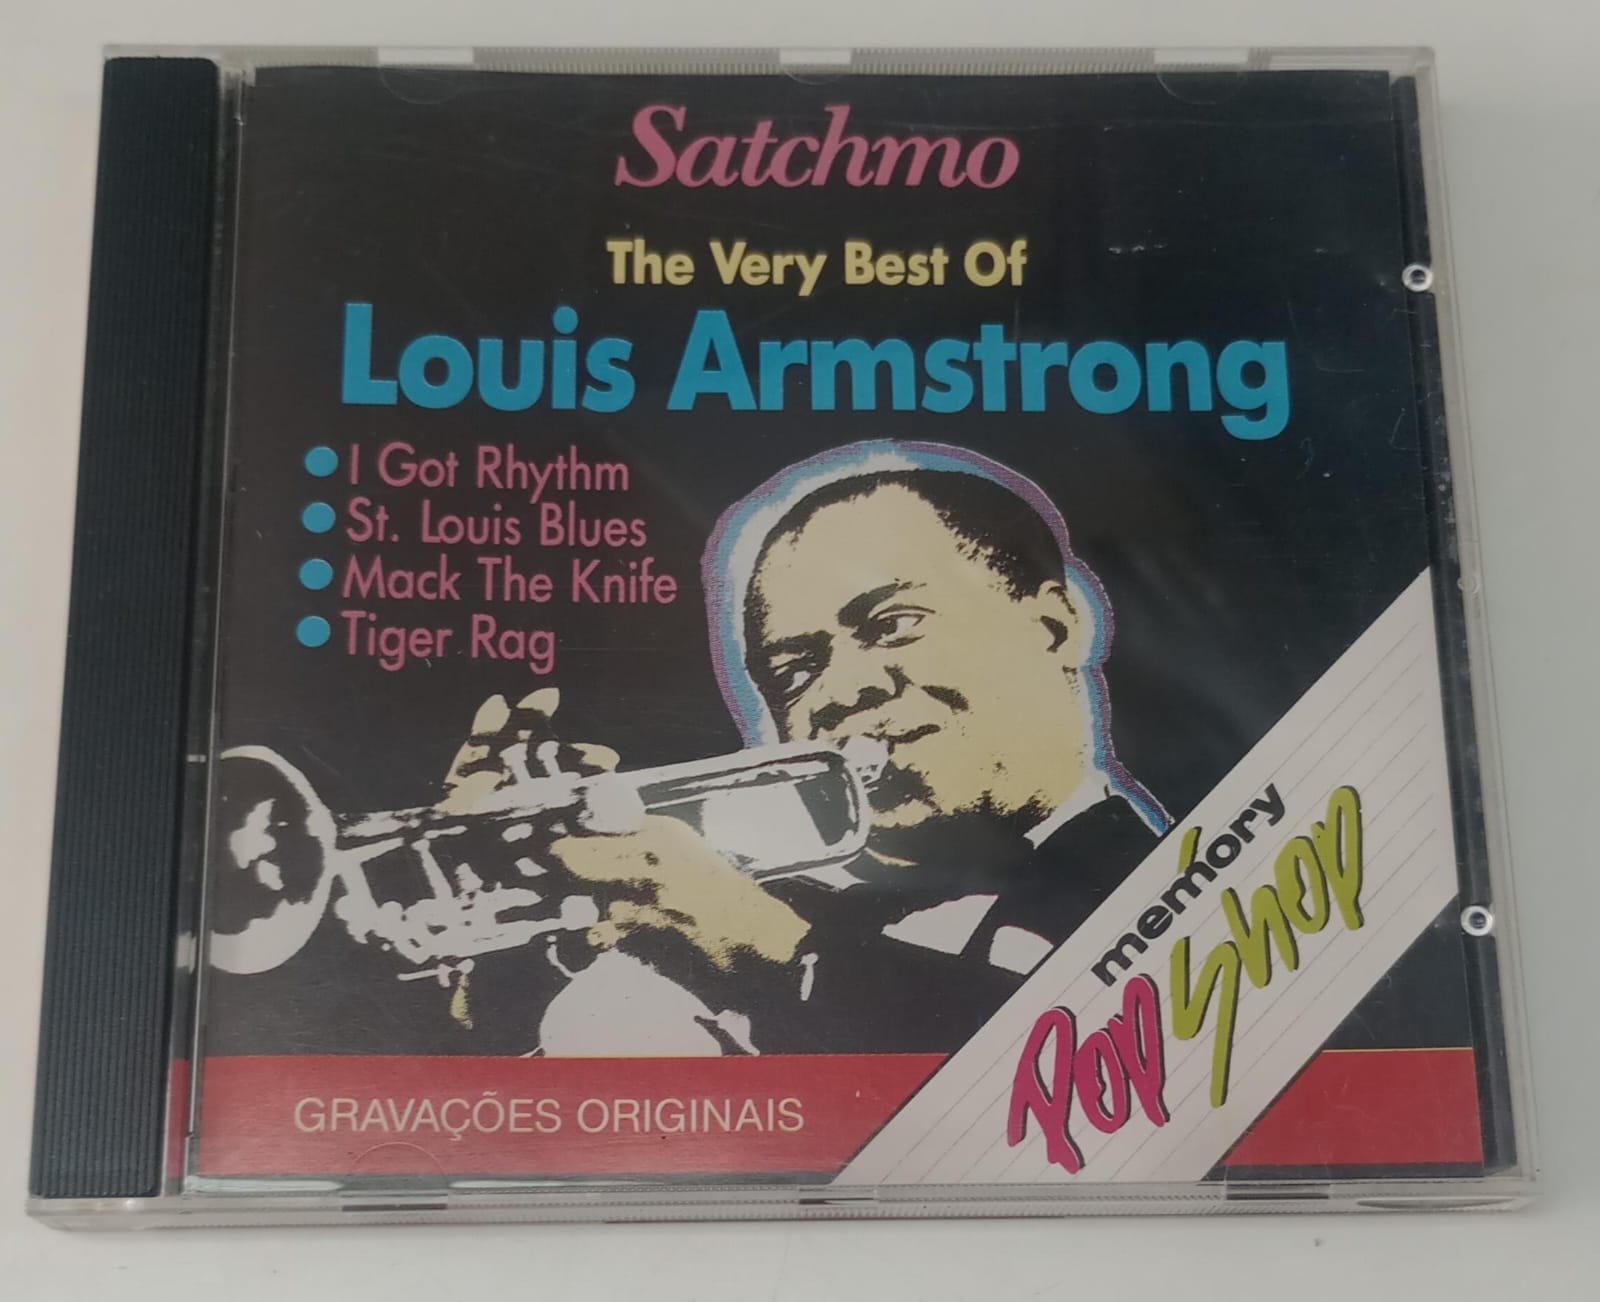 Satchmo
The Very Best Of
Louis Armstrong
I Got Rhythm
St. Louis Blues
Mack The Knife
Tiger Rag
memory
Pop Shop
GRAVAÇÕES ORIGINAIS